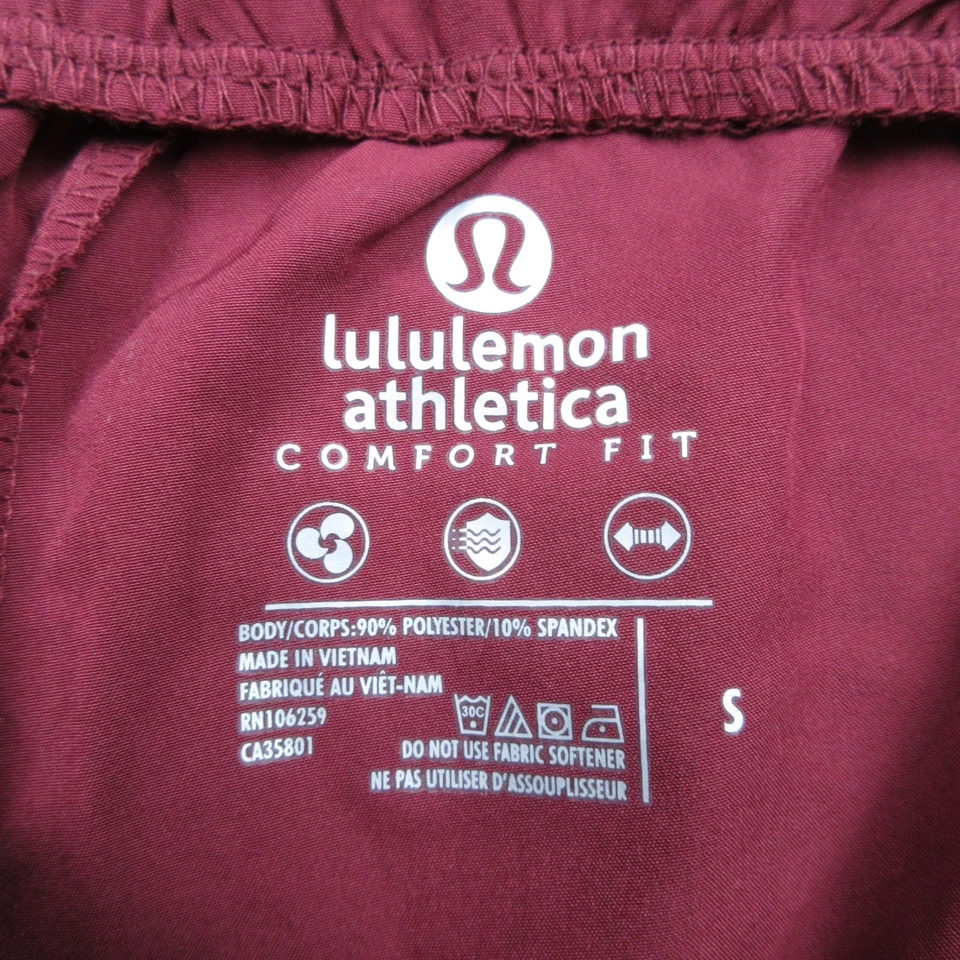 lululemon
athletica
COMFORT FIT
BODY/CORPS:90% POLYESTER/10% SPANDEX
MADE IN VIETNAM
FABRIQUÉ AU VIÊT-NAM
RN106259
CA35801
30C
DO NOT USE FABRIC SOFTENER
NE PAS UTILISER D'ASSOUPLISSEUR
S